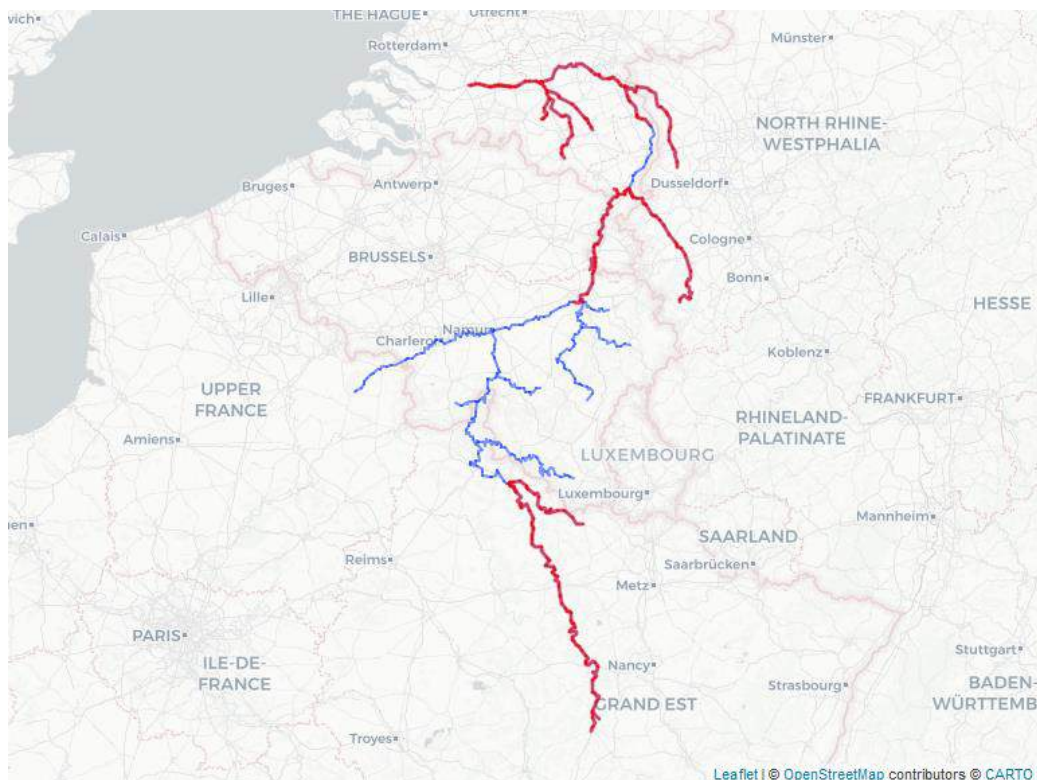 wich
THE HAGUE
Utrecht
Rotterdam
Münster
NORTH RHINE-
WESTPHALIA
Bruges
Antwerp
Dusseldorf
Calais
BRUSSELS
Cologne
Bonn
Lille
HESSE
Namur
Charleroi
Koblenz
UPPER
FRANCE
FRANKFURT
RHINELAND-
PALATINATE
Amiens
LUXEMBOURG
Luxembourg
Mannheim
uen
SAARLAND
Reims
Saarbrücken
Metz
PARIS
ILE-DE-
FRANCE
Nancy
Stuttgart
Strasbourg
BADEN-
WÜRTTEMB
GRAND EST
Troyes
Leaflet | © OpenStreetMap contributors © CARTO